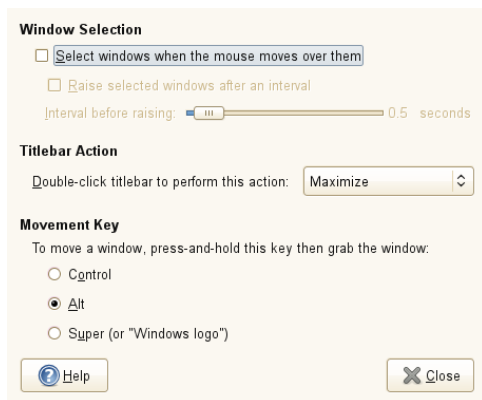 Window Selection
Select windows when the mouse moves over them
Raise selected windows after an interval
Interval before raising: 0.5 seconds
Titlebar Action
Double-click titlebar to perform this action: Maximize
Movement Key
To move a window, press-and-hold this key then grab the window:
Control
Alt
Super (or "Windows logo")
Help Close